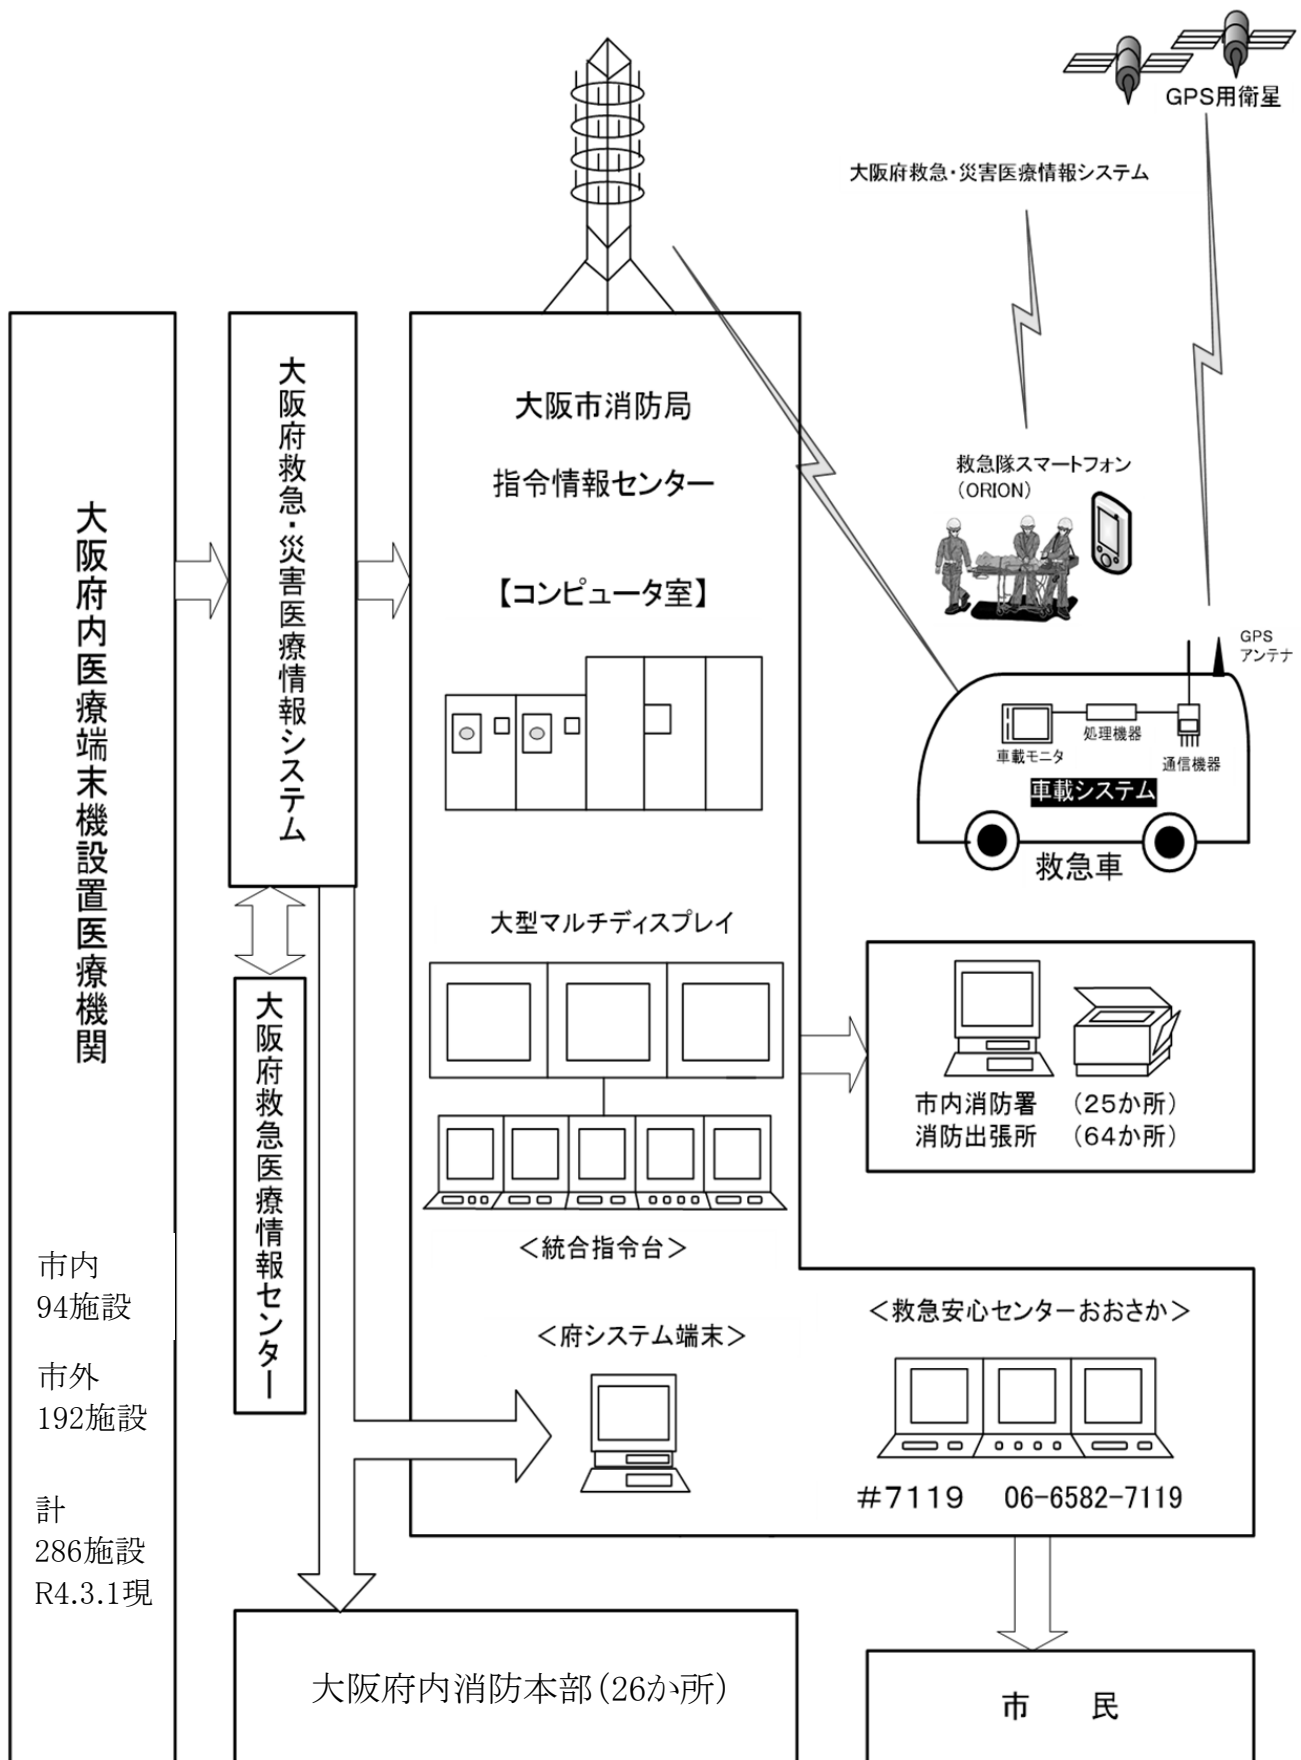 GPS用衛星
大阪府救急・災害医療情報システム
救急隊スマートフォン
(ORION)
GPS
アンテナ
車載モニタ
処理機器
通信機器
車載システム
救急車
大阪府内医療端末機設置医療機関
市内
94施設
市外
192施設
計
286施設
R4.3.1現
大阪府救急・災害医療情報システム
大阪府救急医療情報センター
大阪市消防局
指令情報センター
【コンピュータ室】
大型マルチディスプレイ
＜統合指令台＞
市内消防署 (25か所)
消防出張所 (64か所)
＜府システム端末＞
＜救急安心センターおおさか＞
＃7119 06-6582-7119
大阪府内消防本部(26か所)
市 民